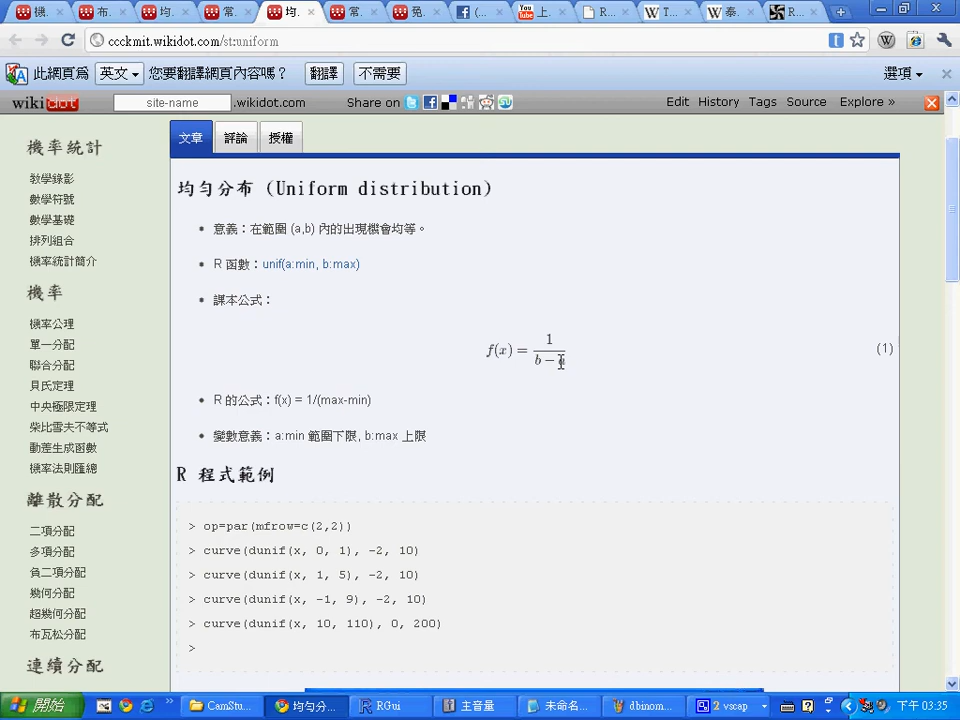 機..
布..
均..
常..
均..
常..
兔..
(..
上..
R..
T..
泰..
R..
ccckmit.wikidot.com/st:uniform
此網頁為 英文 您要翻譯網頁內容嗎？ 翻譯 不需要 選項
wikidot site-name .wikidot.com Share on Edit History Tags Source Explore »
機率統計
教學錄影
數學符號
數學基礎
排列組合
機率統計簡介
機率
機率公理
單一分配
聯合分配
貝氏定理
中央極限定理
柴比雪夫不等式
動差生成函數
機率法則匯總
離散分配
二項分配
多項分配
負二項分配
幾何分配
超幾何分配
布瓦松分配
連續分配
文章 評論 授權
均勻分布 (Uniform distribution)
意義：在範圍 (a,b) 內的出現機會均等。
R 函數：unif(a:min, b:max)
課本公式：
f(x) = 1 / (b − a) (1)
R 的公式：f(x) = 1/(max-min)
變數意義：a:min 範圍下限, b:max 上限
R 程式範例
> op=par(mfrow=c(2,2))
> curve(dunif(x, 0, 1), -2, 10)
> curve(dunif(x, 1, 5), -2, 10)
> curve(dunif(x, -1, 9), -2, 10)
> curve(dunif(x, 10, 110), 0, 200)
>
開始 CamStu... 均勻分... RGui 主音量 未命名... dbinom... 2 vscap 下午 03:35